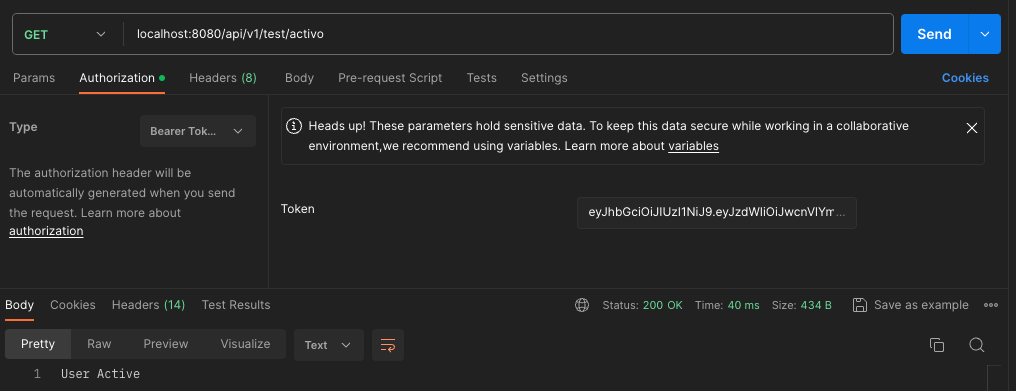 GET localhost:8080/api/v1/test/activo Send
Params Authorization Headers (8) Body Pre-request Script Tests Settings Cookies
Type Bearer Tok...
The authorization header will be
automatically generated when you send
the request. Learn more about
authorization
Heads up! These parameters hold sensitive data. To keep this data secure while working in a collaborative
environment,we recommend using variables. Learn more about variables
Token eyJhbGciOiJIUzI1NiJ9.eyJzdWIiOiJwcnVlYm...
Body Cookies Headers (14) Test Results Status: 200 OK Time: 40 ms Size: 434 B Save as example
Pretty Raw Preview Visualize Text
1 User Active